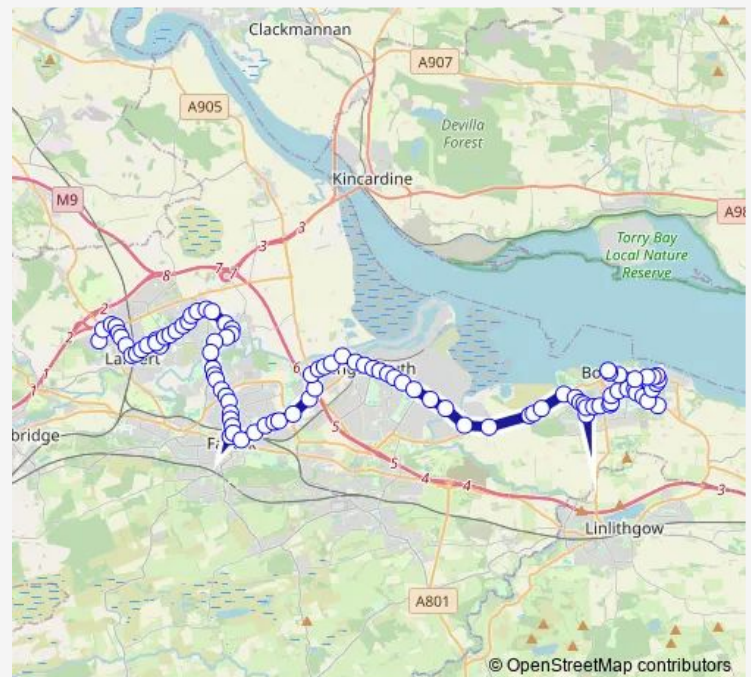 Clackmannan
A907
A905
Devilla
Forest
Kincardine
M9
A98
Torry Bay
Local Nature
Reserve
3
3
7
7
8
2
2
1
1
6
5
5
4
4
3
bridge
Linlithgow
A801
© OpenStreetMap contributors